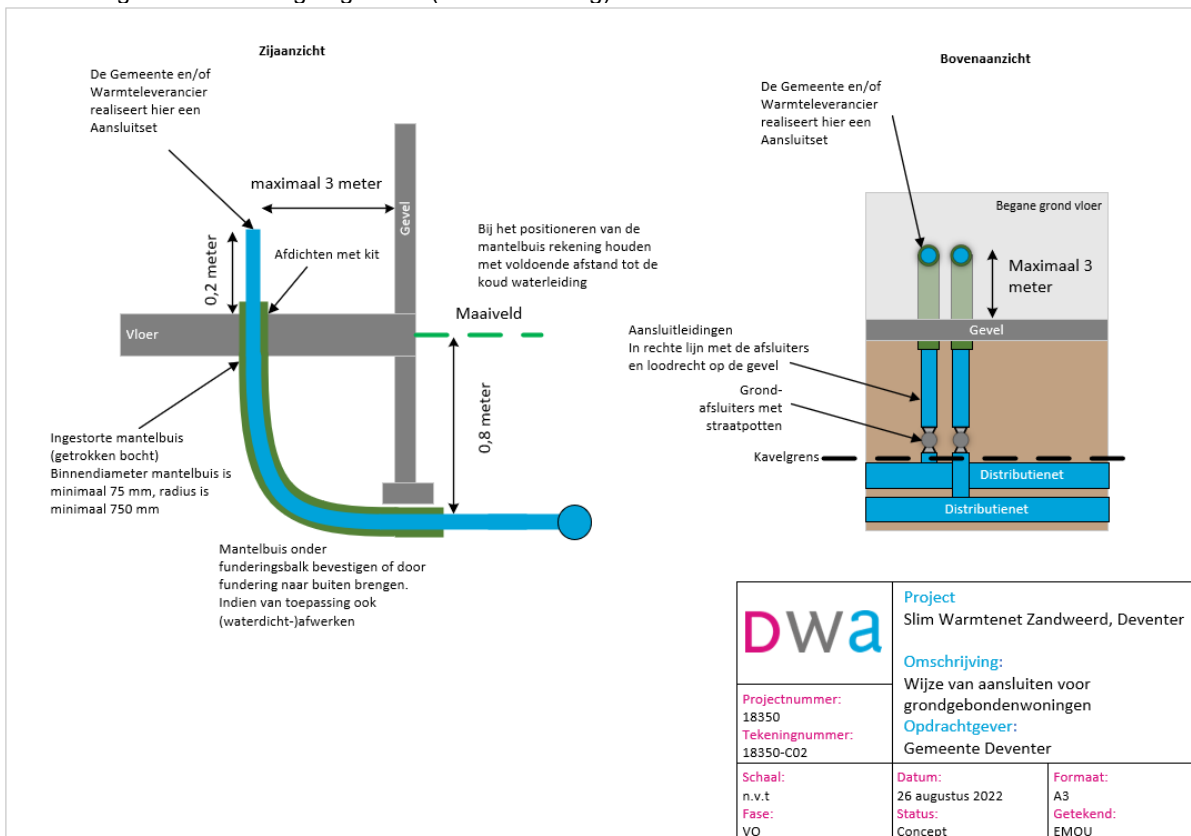 Zijaanzicht
De Gemeente en/of
Warmteleverancier
realiseert hier een
Aansluitset
maximaal 3 meter
Gevel
0,2 meter
Afdichten met kit
Bij het positioneren van de
mantelbuis rekening houden
met voldoende afstand tot de
koud waterleiding
Vloer
Maaiveld
0,8 meter
Ingestorte mantelbuis
(getrokken bocht)
Binnendiameter mantelbuis is
minimaal 75 mm, radius is
minimaal 750 mm
Mantelbuis onder
funderingsbalk bevestigen of door
fundering naar buiten brengen.
Indien van toepassing ook
(waterdicht-)afwerken
Bovenaanzicht
De Gemeente en/of
Warmteleverancier
realiseert hier een
Aansluitset
Begane grond vloer
Maximaal 3
meter
Gevel
Aansluitleidingen
In rechte lijn met de afsluiters
en loodrecht op de gevel
Grond-
afsluiters met
straatpotten
Kavelgrens
Distributienet
Distributienet
DWa
Project
Slim Warmtenet Zandweerd, Deventer
Omschrijving:
Wijze van aansluiten voor
grondgebondenwoningen
Opdrachtgever:
Gemeente Deventer
Projectnummer:
18350
Tekeningnummer:
18350-C02
Schaal:
n.v.t
Fase:
VO
Datum:
26 augustus 2022
Status:
Concept
Formaat:
A3
Getekend:
EMOU